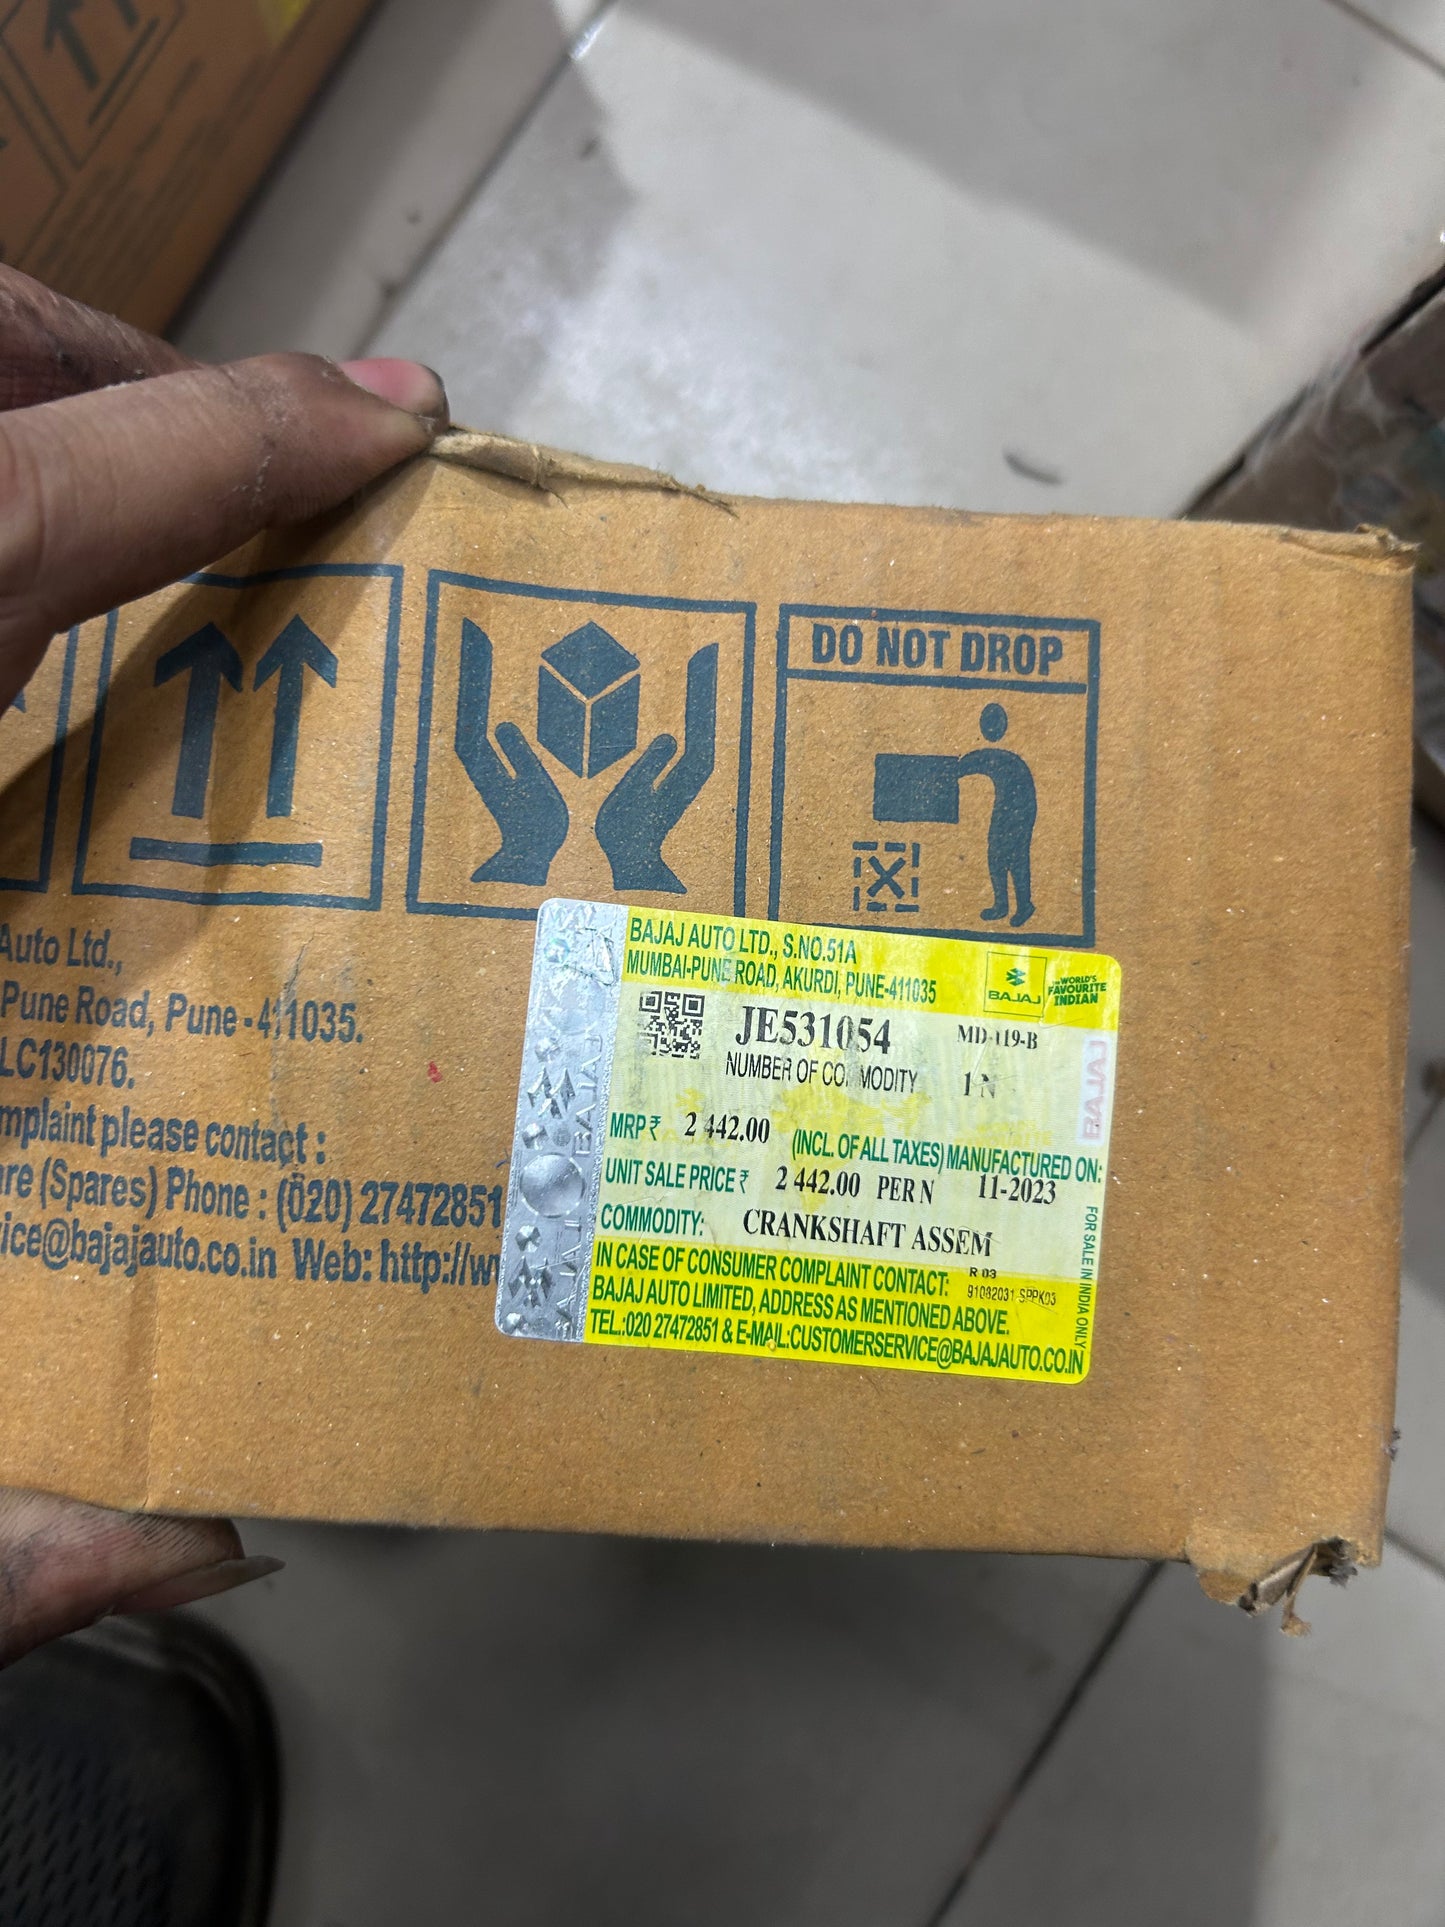 DO NOT DROP
Auto Ltd.,
Pune Road, Pune - 411035.
LC130076.
mplaint please contact :
re (Spares) Phone : (020) 27472851
ice@bajajauto.co.in Web: http://w
BAJAJ AUTO LTD., S.NO.51A
MUMBAI-PUNE ROAD, AKURDI, PUNE-411035
BAJAJ
THE WORLD'S
FAVOURITE
INDIAN
JE531054 MD-119-B
NUMBER OF COMMODITY 1 N
MRP ₹ 2 442.00 (INCL. OF ALL TAXES) MANUFACTURED ON:
UNIT SALE PRICE ₹ 2 442.00 PER N 11-2023
COMMODITY: CRANKSHAFT ASSEM
R 03
IN CASE OF CONSUMER COMPLAINT CONTACT: 91082031 SPPK03
BAJAJ AUTO LIMITED, ADDRESS AS MENTIONED ABOVE.
TEL.:020 27472851 & E-MAIL:CUSTOMERSERVICE@BAJAJAUTO.CO.IN
FOR SALE IN INDIA ONLY
BAJAJ
BAJAJ
BAJAJ